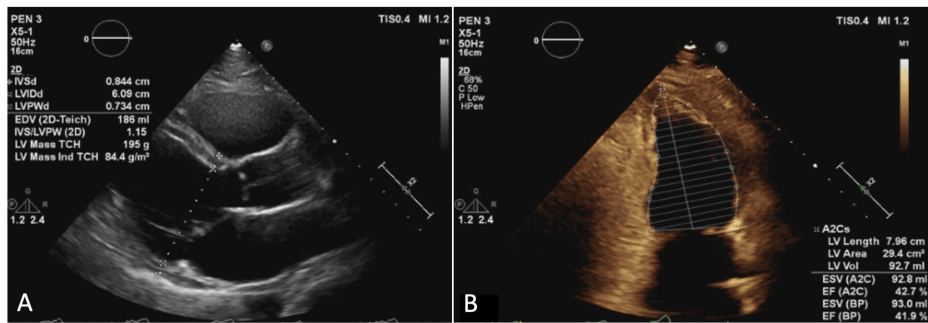 PEN 3
X5-1
50Hz
16cm
0
2D
IVSd 0.844 cm
LVIDd 6.09 cm
LVPWd 0.734 cm
EDV (2D-Teich) 186 ml
IVS/LVPW (2D) 1.15
LV Mass TCH 195 g
LV Mass Ind TCH 84.4 g/m²
G
P R
1.2 2.4
TIS0.4 MI 1.2
M1
X2
A
PEN 3
X5-1
50Hz
16cm
0
2D
68%
C 50
P Low
HPen
G
P R
1.2 2.4
TIS0.4 MI 1.2
M1
X2
A2Cs
LV Length 7.96 cm
LV Area 29.4 cm²
LV Vol 92.7 ml
ESV (A2C) 92.8 ml
EF (A2C) 42.7 %
ESV (BP) 93.0 ml
EF (BP) 41.9 %
B